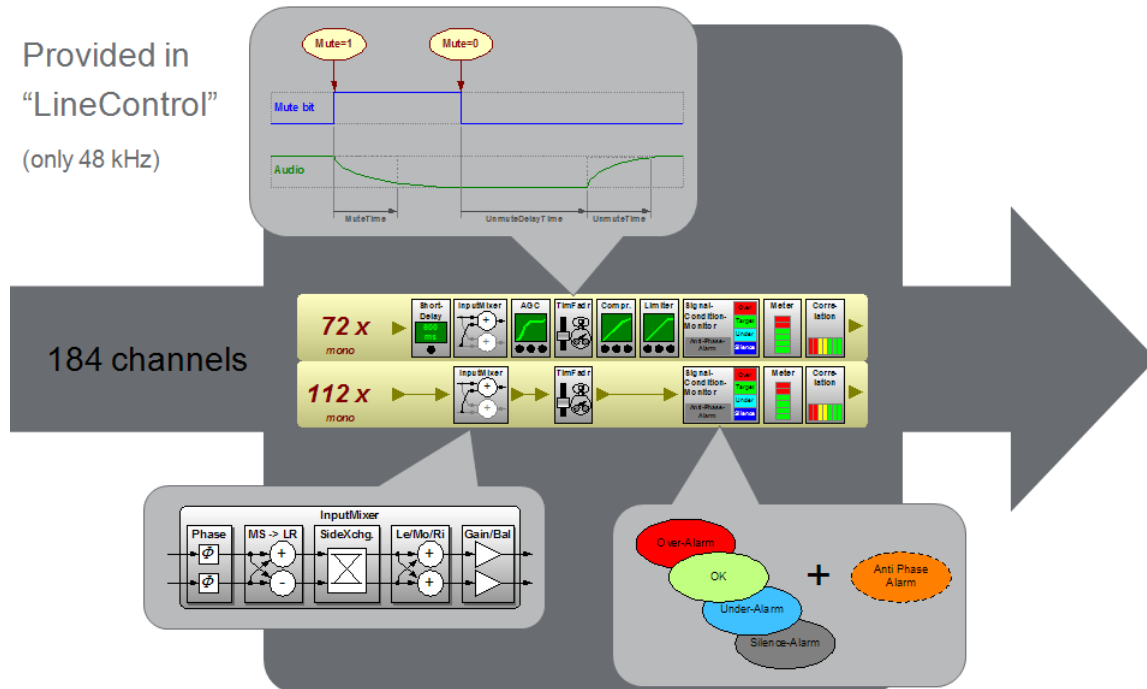 Provided in
“LineControl”
(only 48 kHz)
Mute=1
Mute=0
Mute bit
Audio
MuteTime
UnmuteDelayTime
UnmuteTime
184 channels
72 x
mono
Short-
Delay
600
ms
InputMixer
AGC
TimFadr
Compr.
Limiter
Signal-
Condition-
Monitor
Anti-Phase-
Alarm
Over
Target
Under
Silence
Meter
Corre-
lation
112 x
mono
InputMixer
TimFadr
Signal-
Condition-
Monitor
Anti-Phase-
Alarm
Over
Target
Under
Silence
Meter
Corre-
lation
InputMixer
Phase
MS -> LR
SideXchg.
Le/Mo/Ri
Gain/Bal
Φ
+
+
Φ
-
+
Over-Alarm
OK
Under-Alarm
Silence-Alarm
+
Anti Phase
Alarm